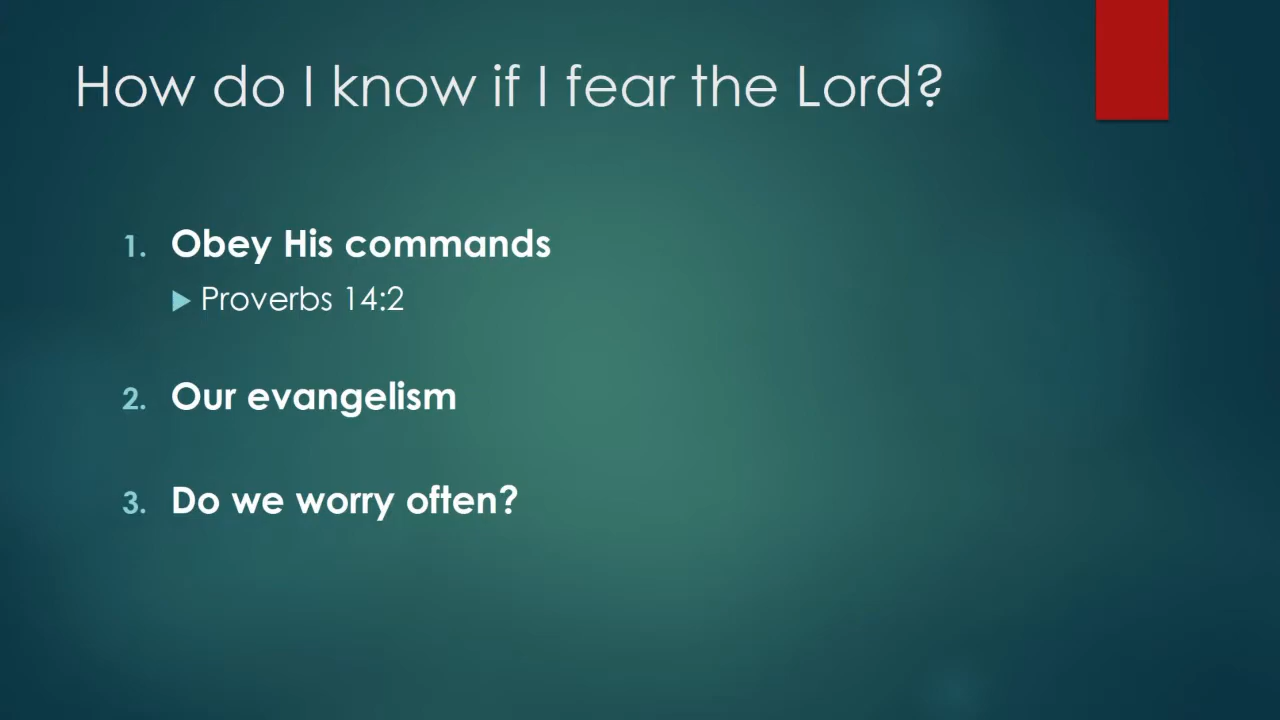 How do I know if I fear the Lord?
1. Obey His commands
Proverbs 14:2
2. Our evangelism
3. Do we worry often?